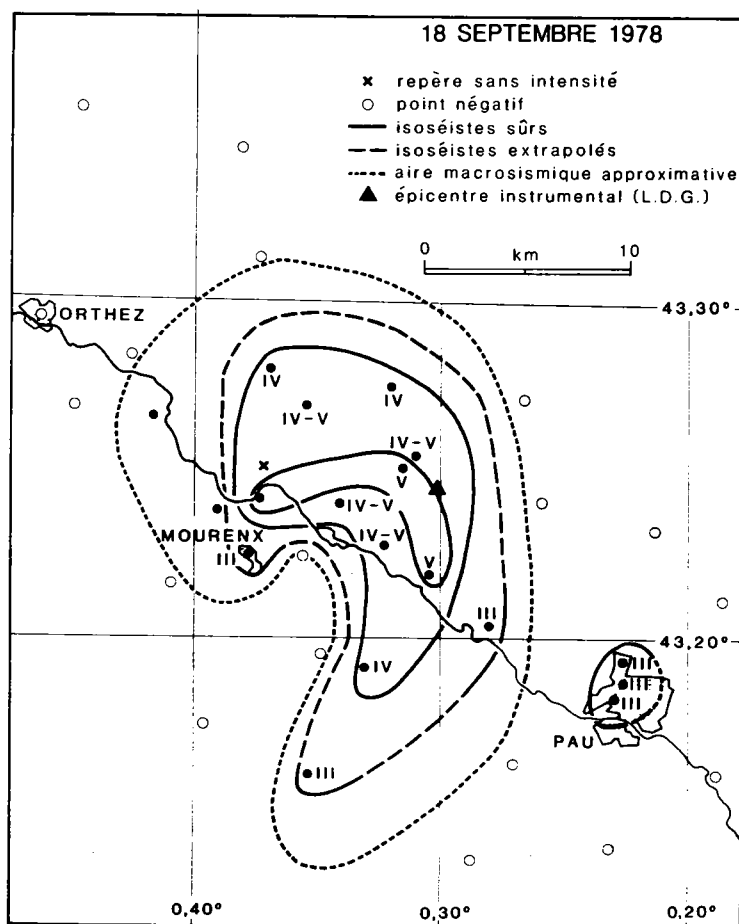 18 SEPTEMBRE 1978
repère sans intensité
point négatif
isoséistes sûrs
isoséistes extrapolés
aire macrosismique approximative
épicentre instrumental (L.D.G.)
0 10
km
ORTHEZ
43,30°
IV
IV
IV-V
IV-V
V
IV-V
MOURENX
IV-V
III
V
III
43,20°
IV
III
III
III
PAU
III
0,40° 0,30° 0,20°